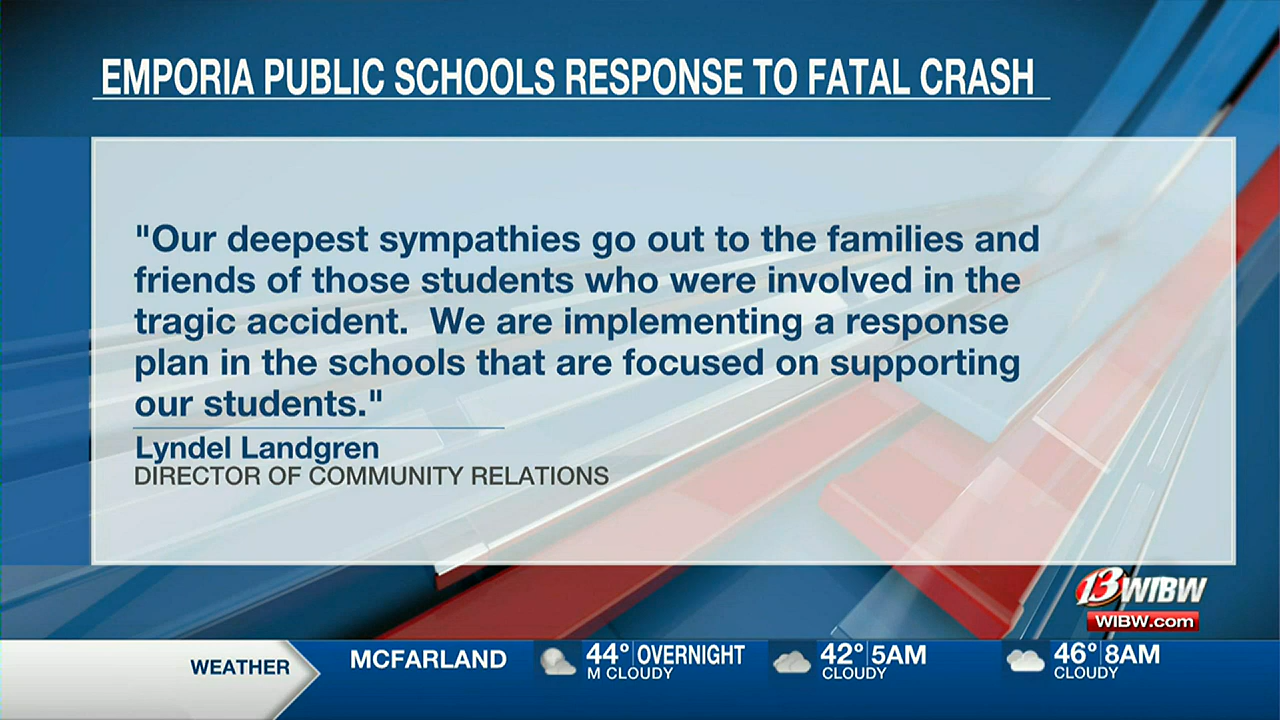 EMPORIA PUBLIC SCHOOLS RESPONSE TO FATAL CRASH
"Our deepest sympathies go out to the families and
friends of those students who were involved in the
tragic accident.  We are implementing a response
plan in the schools that are focused on supporting
our students."
Lyndel Landgren
DIRECTOR OF COMMUNITY RELATIONS
13 WIBW
WIBW.com
WEATHER
MCFARLAND
44° OVERNIGHT
M CLOUDY
42° 5AM
CLOUDY
46° 8AM
CLOUDY